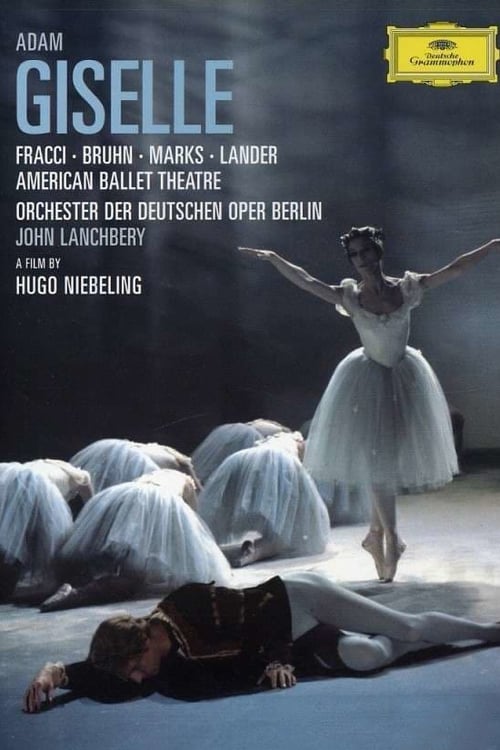 ADAM
GISELLE
FRACCI · BRUHN · MARKS · LANDER
AMERICAN BALLET THEATRE
ORCHESTER DER DEUTSCHEN OPER BERLIN
JOHN LANCHBERY
A FILM BY
HUGO NIEBELING
Deutsche
Grammophon